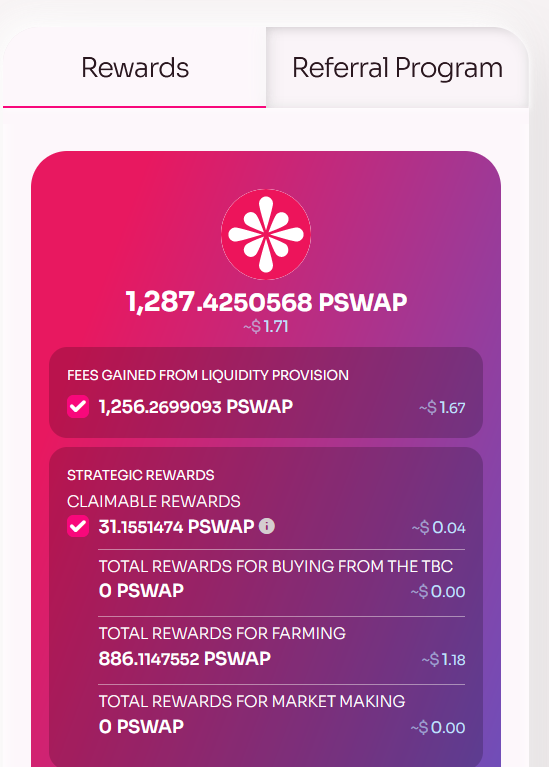 Rewards
Referral Program
1,287.4250568 PSWAP
~$ 1.71
FEES GAINED FROM LIQUIDITY PROVISION
1,256.2699093 PSWAP ~$ 1.67
STRATEGIC REWARDS
CLAIMABLE REWARDS
31.1551474 PSWAP ~$ 0.04
TOTAL REWARDS FOR BUYING FROM THE TBC
0 PSWAP ~$ 0.00
TOTAL REWARDS FOR FARMING
886.1147552 PSWAP ~$ 1.18
TOTAL REWARDS FOR MARKET MAKING
0 PSWAP ~$ 0.00